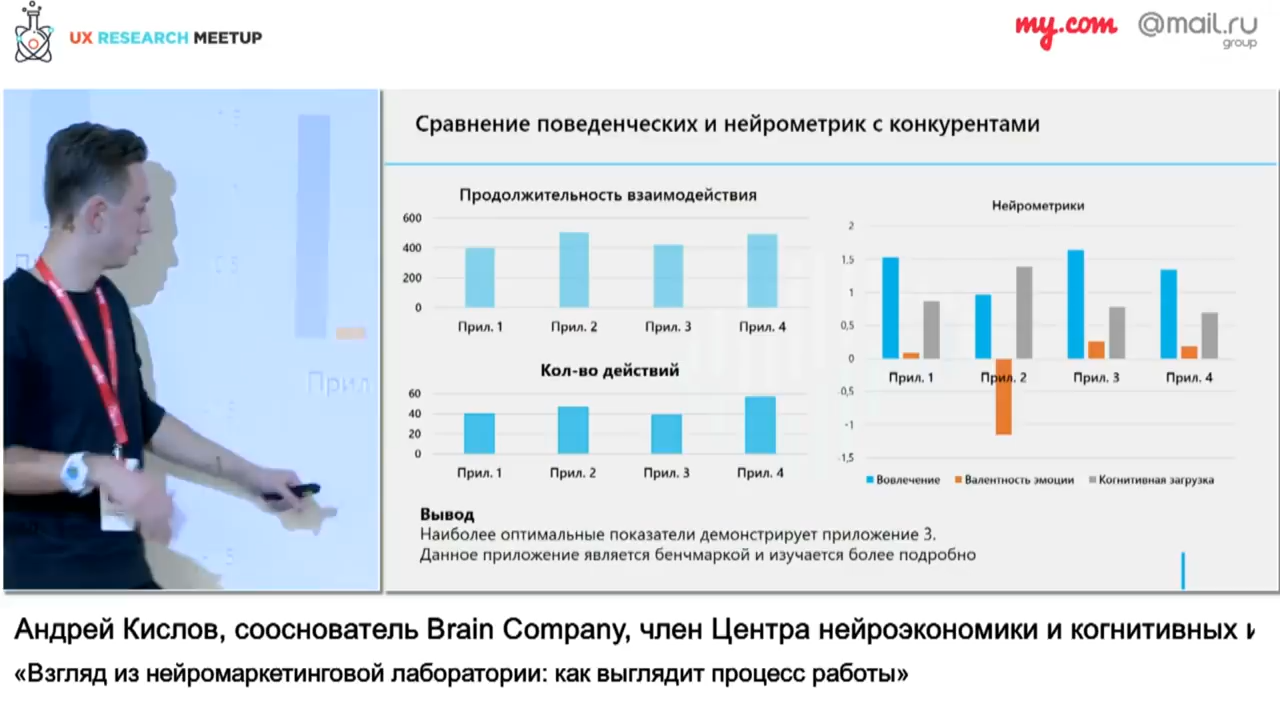 UX RESEARCH MEETUP
my.com @mail.ru group
Сравнение поведенческих и нейрометрик с конкурентами
Продолжительность взаимодействия
600
400
200
0
Прил. 1 Прил. 2 Прил. 3 Прил. 4
Кол-во действий
60
40
20
0
Прил. 1 Прил. 2 Прил. 3 Прил. 4
Нейрометрики
2
1,5
1
0,5
0
-0,5
-1
-1,5
Прил. 1 Прил. 2 Прил. 3 Прил. 4
Вовлечение Валентность эмоции Когнитивная загрузка
Вывод
Наиболее оптимальные показатели демонстрирует приложение 3.
Данное приложение является бенчмаркой и изучается более подробно
Прил
Андрей Кислов, сооснователь Brain Company, член Центра нейроэкономики и когнитивных
«Взгляд из нейромаркетинговой лаборатории: как выглядит процесс работы»